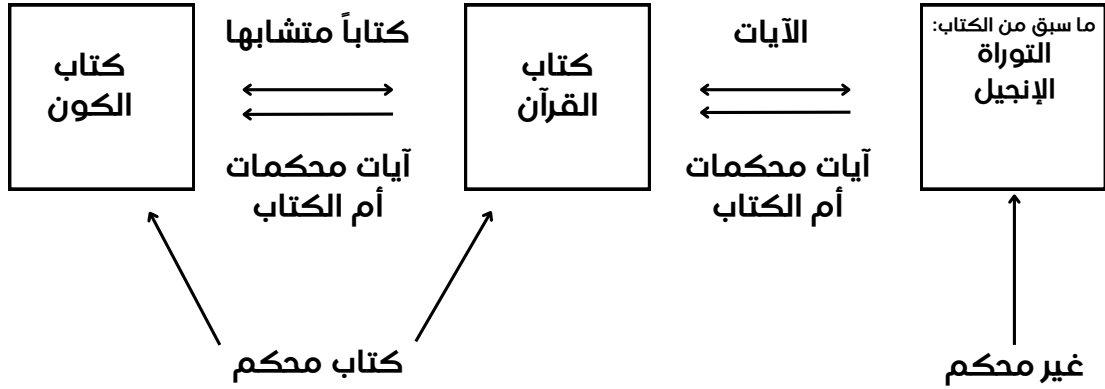 ما سبق من الكتاب:
التوراة
الإنجيل
الآيات
آيات محكمات
أم الكتاب
كتاب
القرآن
كتاباً متشابها
آيات محكمات
أم الكتاب
كتاب
الكون
غير محكم
كتاب محكم